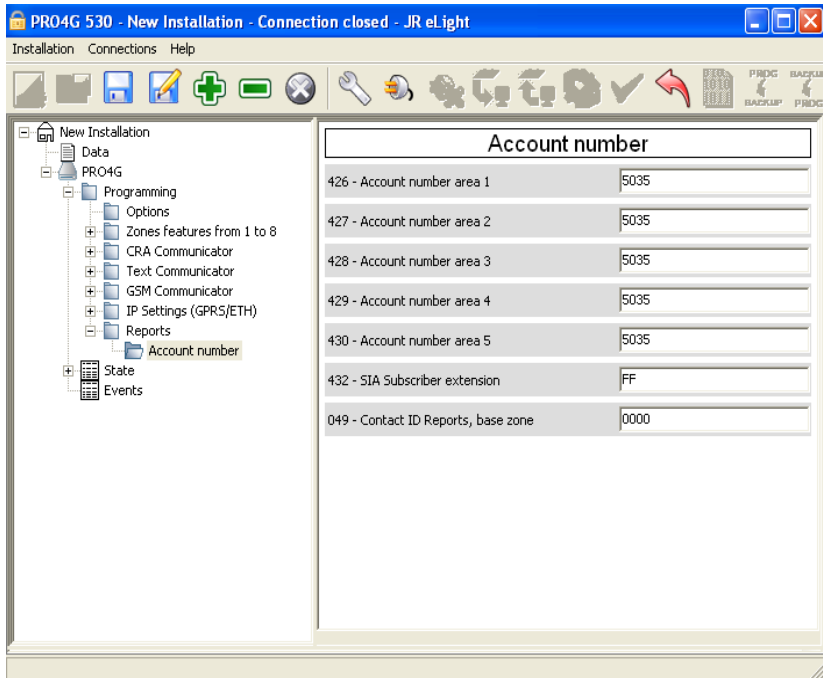 PRO4G 530 - New Installation - Connection closed - JR eLight
Installation Connections Help
PROG BACKUP
BACKUP PROG
New Installation
Data
PRO4G
Programming
Options
Zones features from 1 to 8
CRA Communicator
Text Communicator
GSM Communicator
IP Settings (GPRS/ETH)
Reports
Account number
State
Events
Account number
426 - Account number area 1 5035
427 - Account number area 2 5035
428 - Account number area 3 5035
429 - Account number area 4 5035
430 - Account number area 5 5035
432 - SIA Subscriber extension FF
049 - Contact ID Reports, base zone 0000